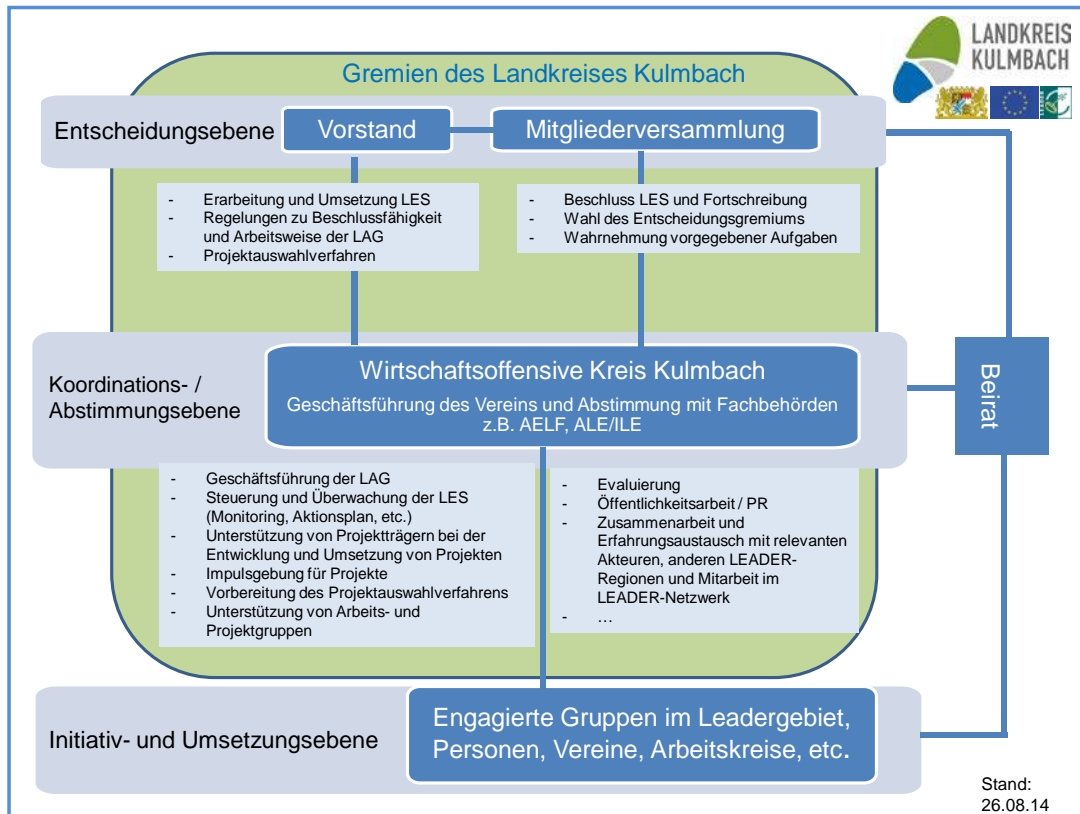 LANDKREIS
KULMBACH
Gremien des Landkreises Kulmbach
Entscheidungsebene
Vorstand
Mitgliederversammlung
- Erarbeitung und Umsetzung LES
- Regelungen zu Beschlussfähigkeit
und Arbeitsweise der LAG
- Projektauswahlverfahren
- Beschluss LES und Fortschreibung
- Wahl des Entscheidungsgremiums
- Wahrnehmung vorgegebener Aufgaben
Koordinations- /
Abstimmungsebene
Wirtschaftsoffensive Kreis Kulmbach
Geschäftsführung des Vereins und Abstimmung mit Fachbehörden
z.B. AELF, ALE/ILE
Beirat
- Geschäftsführung der LAG
- Steuerung und Überwachung der LES
(Monitoring, Aktionsplan, etc.)
- Unterstützung von Projektträgern bei der
Entwicklung und Umsetzung von Projekten
- Impulsgebung für Projekte
- Vorbereitung des Projektauswahlverfahrens
- Unterstützung von Arbeits- und
Projektgruppen
- Evaluierung
- Öffentlichkeitsarbeit / PR
- Zusammenarbeit und
Erfahrungsaustausch mit relevanten
Akteuren, anderen LEADER-
Regionen und Mitarbeit im
LEADER-Netzwerk
- …
Initiativ- und Umsetzungsebene
Engagierte Gruppen im Leadergebiet,
Personen, Vereine, Arbeitskreise, etc.
Stand:
26.08.14